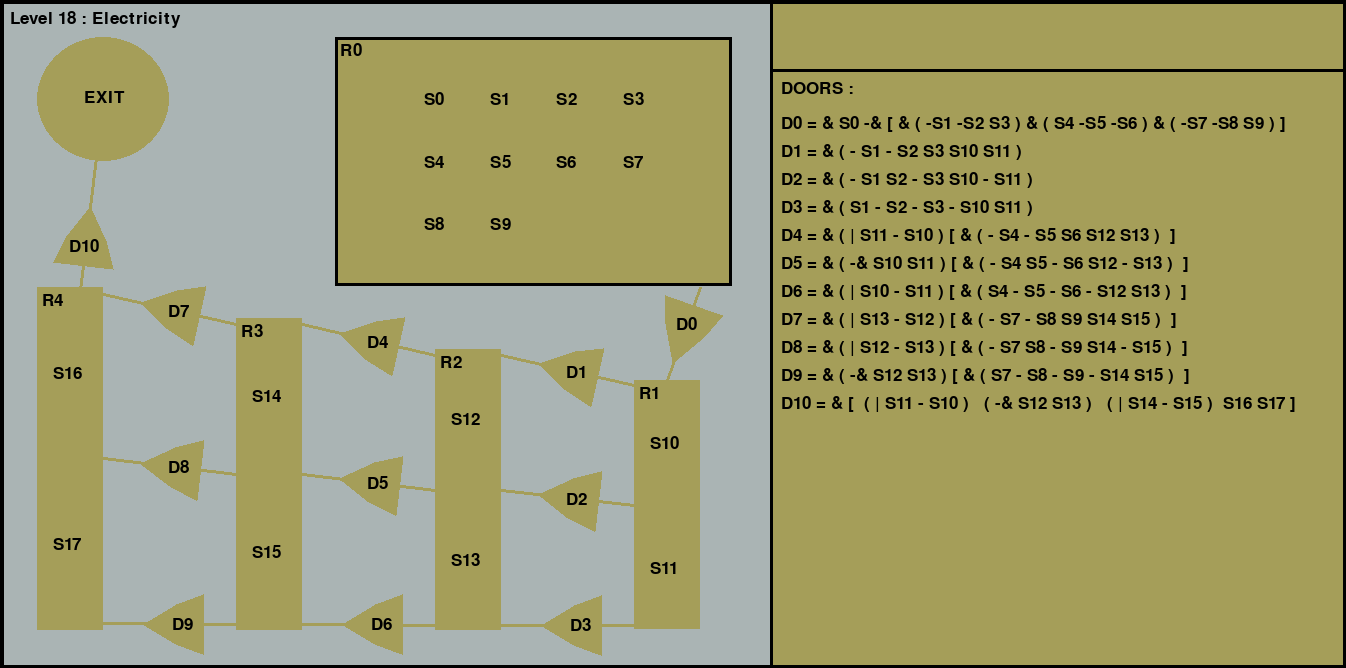 Level 18 : Electricity
EXIT
R0
S0 S1 S2 S3
S4 S5 S6 S7
S8 S9
D10
D0
R4
D7
R3
D4
R2
D1
R1
S16
S14
S12
S10
D8
D5
D2
S17
S15
S13
S11
D9
D6
D3
DOORS :
D0 = & S0 -& [ & ( -S1 -S2 S3 ) & ( S4 -S5 -S6 ) & ( -S7 -S8 S9 ) ]
D1 = & ( - S1 - S2 S3 S10 S11 )
D2 = & ( - S1 S2 - S3 S10 - S11 )
D3 = & ( S1 - S2 - S3 - S10 S11 )
D4 = & ( | S11 - S10 ) [ & ( - S4 - S5 S6 S12 S13 ) ]
D5 = & ( -& S10 S11 ) [ & ( - S4 S5 - S6 S12 - S13 ) ]
D6 = & ( | S10 - S11 ) [ & ( S4 - S5 - S6 - S12 S13 ) ]
D7 = & ( | S13 - S12 ) [ & ( - S7 - S8 S9 S14 S15 ) ]
D8 = & ( | S12 - S13 ) [ & ( - S7 S8 - S9 S14 - S15 ) ]
D9 = & ( -& S12 S13 ) [ & ( S7 - S8 - S9 - S14 S15 ) ]
D10 = & [ ( | S11 - S10 ) ( -& S12 S13 ) ( | S14 - S15 ) S16 S17 ]